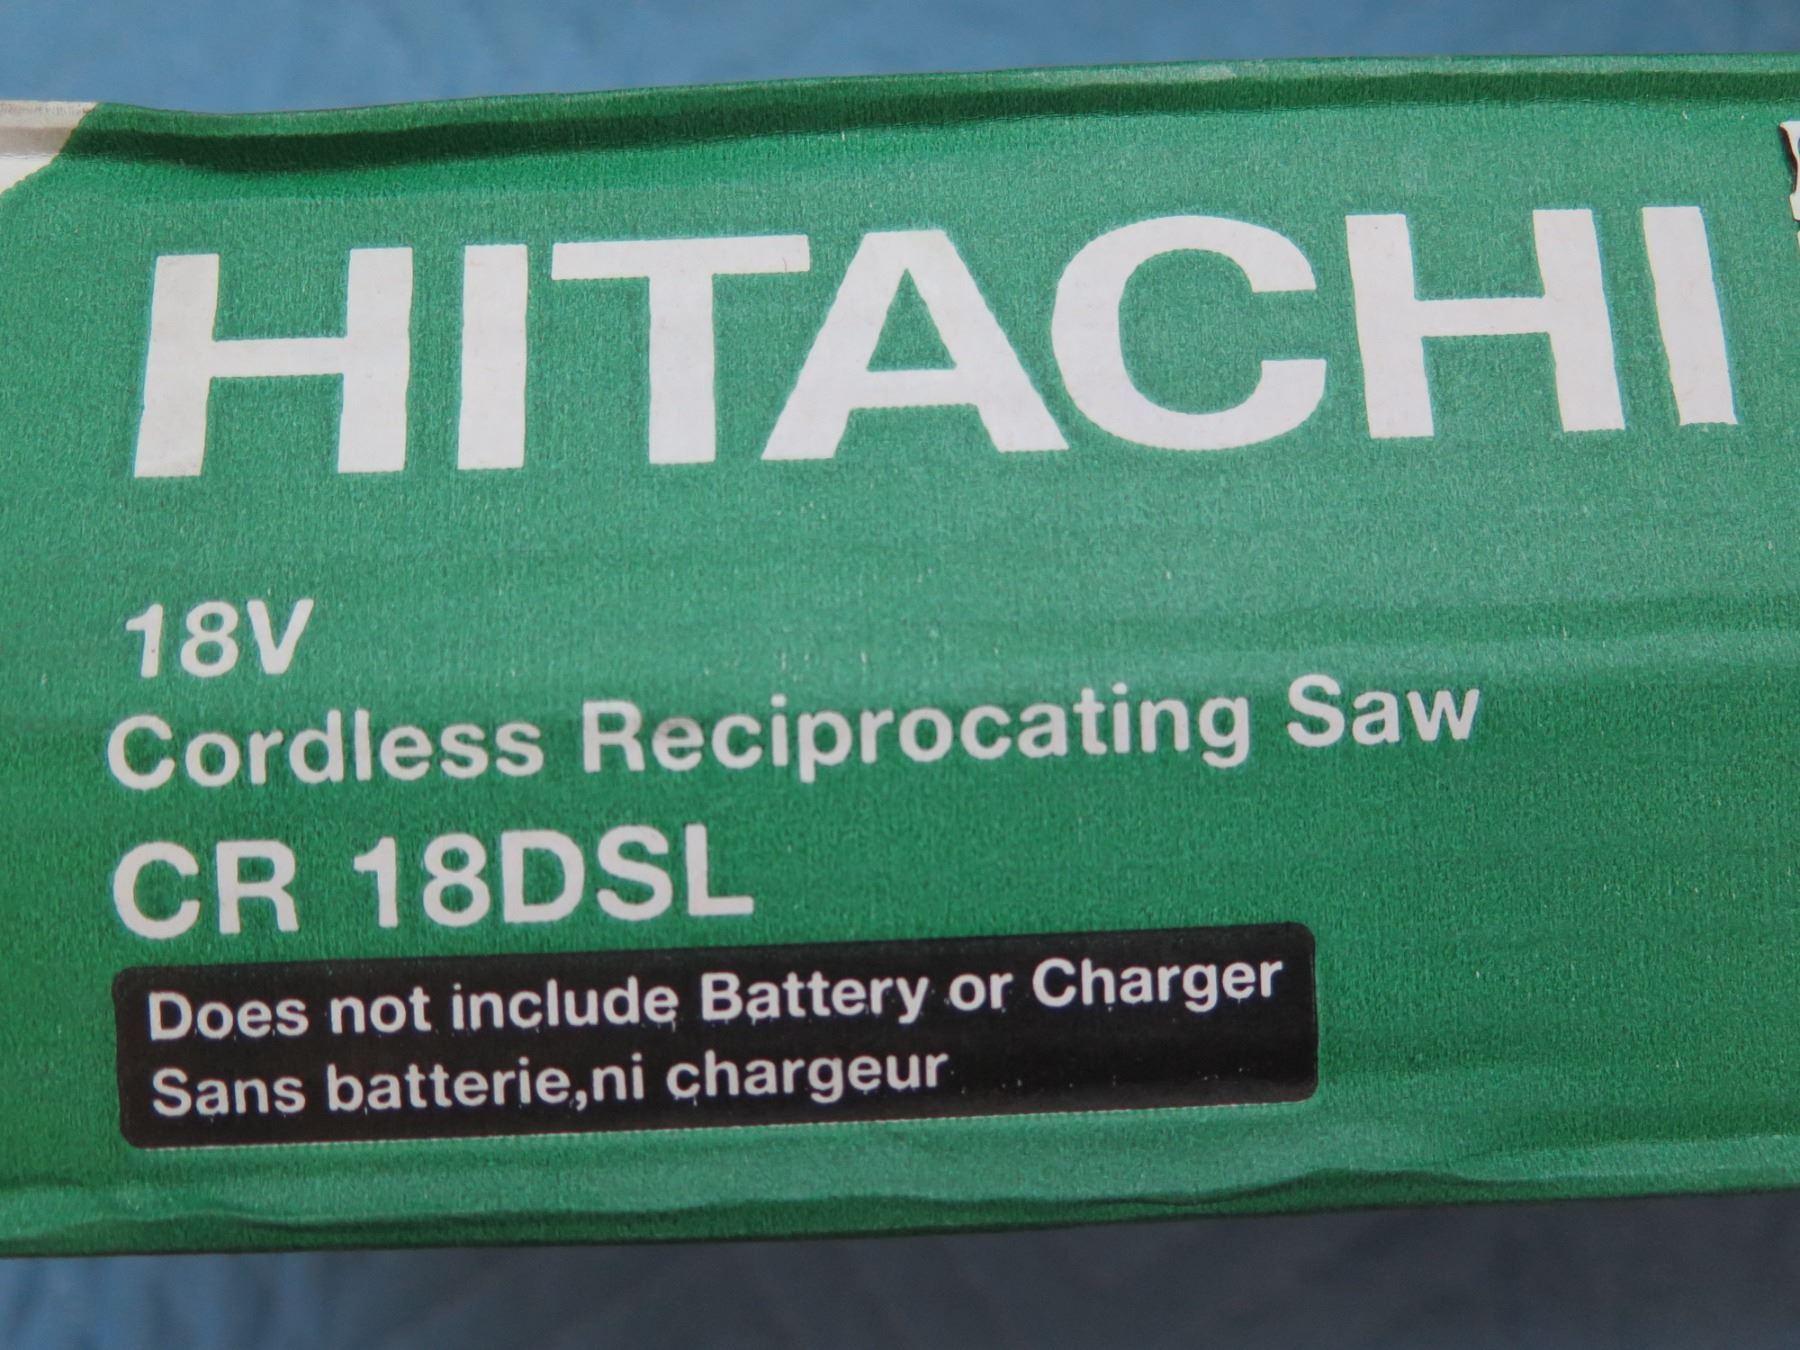 HITACHI
18V
Cordless Reciprocating Saw
CR 18DSL
Does not include Battery or Charger
Sans batterie,ni chargeur